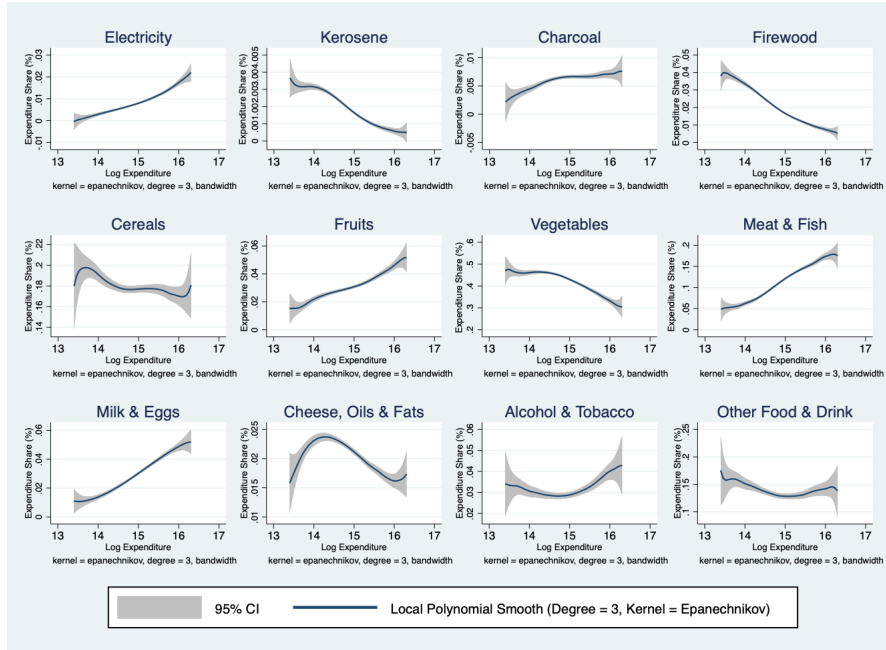 Electricity
Expenditure Share (%)
-.01 0 .01 .02 .03
13 14 15 16 17
Log Expenditure
kernel = epanechnikov, degree = 3, bandwidth
Kerosene
Expenditure Share (%)
0 .001.002.003.004.005
13 14 15 16 17
Log Expenditure
kernel = epanechnikov, degree = 3, bandwidth
Charcoal
Expenditure Share (%)
-.005 0 .005 .01
13 14 15 16 17
Log Expenditure
kernel = epanechnikov, degree = 3, bandwidth
Firewood
Expenditure Share (%)
0 .01 .02 .03 .04 .05
13 14 15 16 17
Log Expenditure
kernel = epanechnikov, degree = 3, bandwidth
Cereals
Expenditure Share (%)
.14 .16 .18 .2 .22
13 14 15 16 17
Log Expenditure
kernel = epanechnikov, degree = 3, bandwidth
Fruits
Expenditure Share (%)
0 .02 .04 .06
13 14 15 16 17
Log Expenditure
kernel = epanechnikov, degree = 3, bandwidth
Vegetables
Expenditure Share (%)
.2 .3 .4 .5 .6
13 14 15 16 17
Log Expenditure
kernel = epanechnikov, degree = 3, bandwidth
Meat & Fish
Expenditure Share (%)
0 .05 .1 .15 .2
13 14 15 16 17
Log Expenditure
kernel = epanechnikov, degree = 3, bandwidth
Milk & Eggs
Expenditure Share (%)
0 .02 .04 .06
13 14 15 16 17
Log Expenditure
kernel = epanechnikov, degree = 3, bandwidth
Cheese, Oils & Fats
Expenditure Share (%)
.01 .015 .02 .025
13 14 15 16 17
Log Expenditure
kernel = epanechnikov, degree = 3, bandwidth
Alcohol & Tobacco
Expenditure Share (%)
.02 .03 .04 .05 .06
13 14 15 16 17
Log Expenditure
kernel = epanechnikov, degree = 3, bandwidth
Other Food & Drink
Expenditure Share (%)
.1 .15 .2 .25
13 14 15 16 17
Log Expenditure
kernel = epanechnikov, degree = 3, bandwidth
95% CI
Local Polynomial Smooth (Degree = 3, Kernel = Epanechnikov)